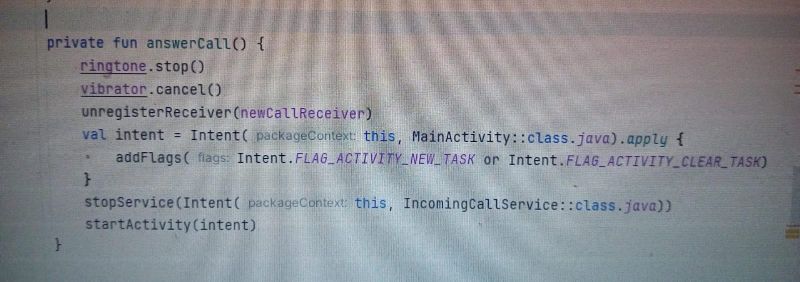 private fun answerCall() {
ringtone.stop()
vibrator.cancel()
unregisterReceiver(newCallReceiver)
val intent = Intent( packageContext: this, MainActivity::class.java).apply {
addFlags( flags: Intent.FLAG_ACTIVITY_NEW_TASK or Intent.FLAG_ACTIVITY_CLEAR_TASK)
}
stopService(Intent( packageContext: this, IncomingCallService::class.java))
startActivity(intent)
}